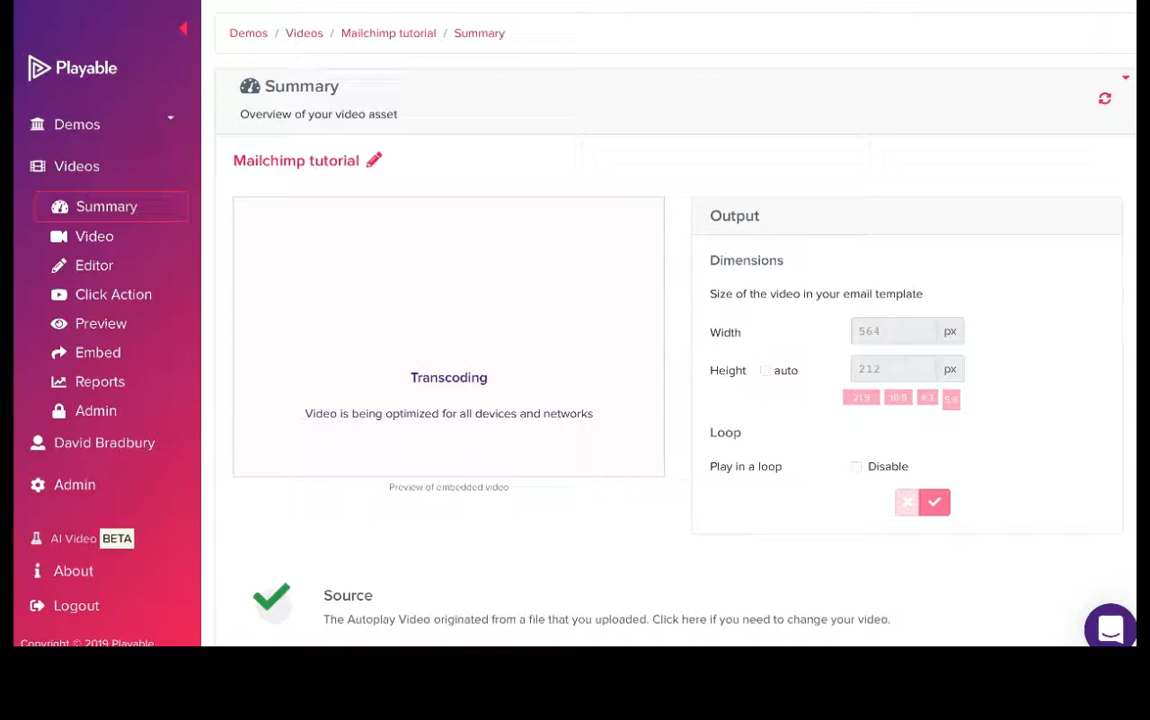 Playable
Demos
Videos
Summary
Video
Editor
Click Action
Preview
Embed
Reports
Admin
David Bradbury
Admin
AI Video BETA
About
Logout
Copyright © 2019 Playable
Demos / Videos / Mailchimp tutorial / Summary
Summary
Overview of your video asset
Mailchimp tutorial
Transcoding
Video is being optimized for all devices and networks
Preview of embedded video
Output
Dimensions
Size of the video in your email template
Width 564 px
Height auto 212 px
21:9 16:9
Loop
Play in a loop Disable
Source
The Autoplay Video originated from a file that you uploaded. Click here if you need to change your video.